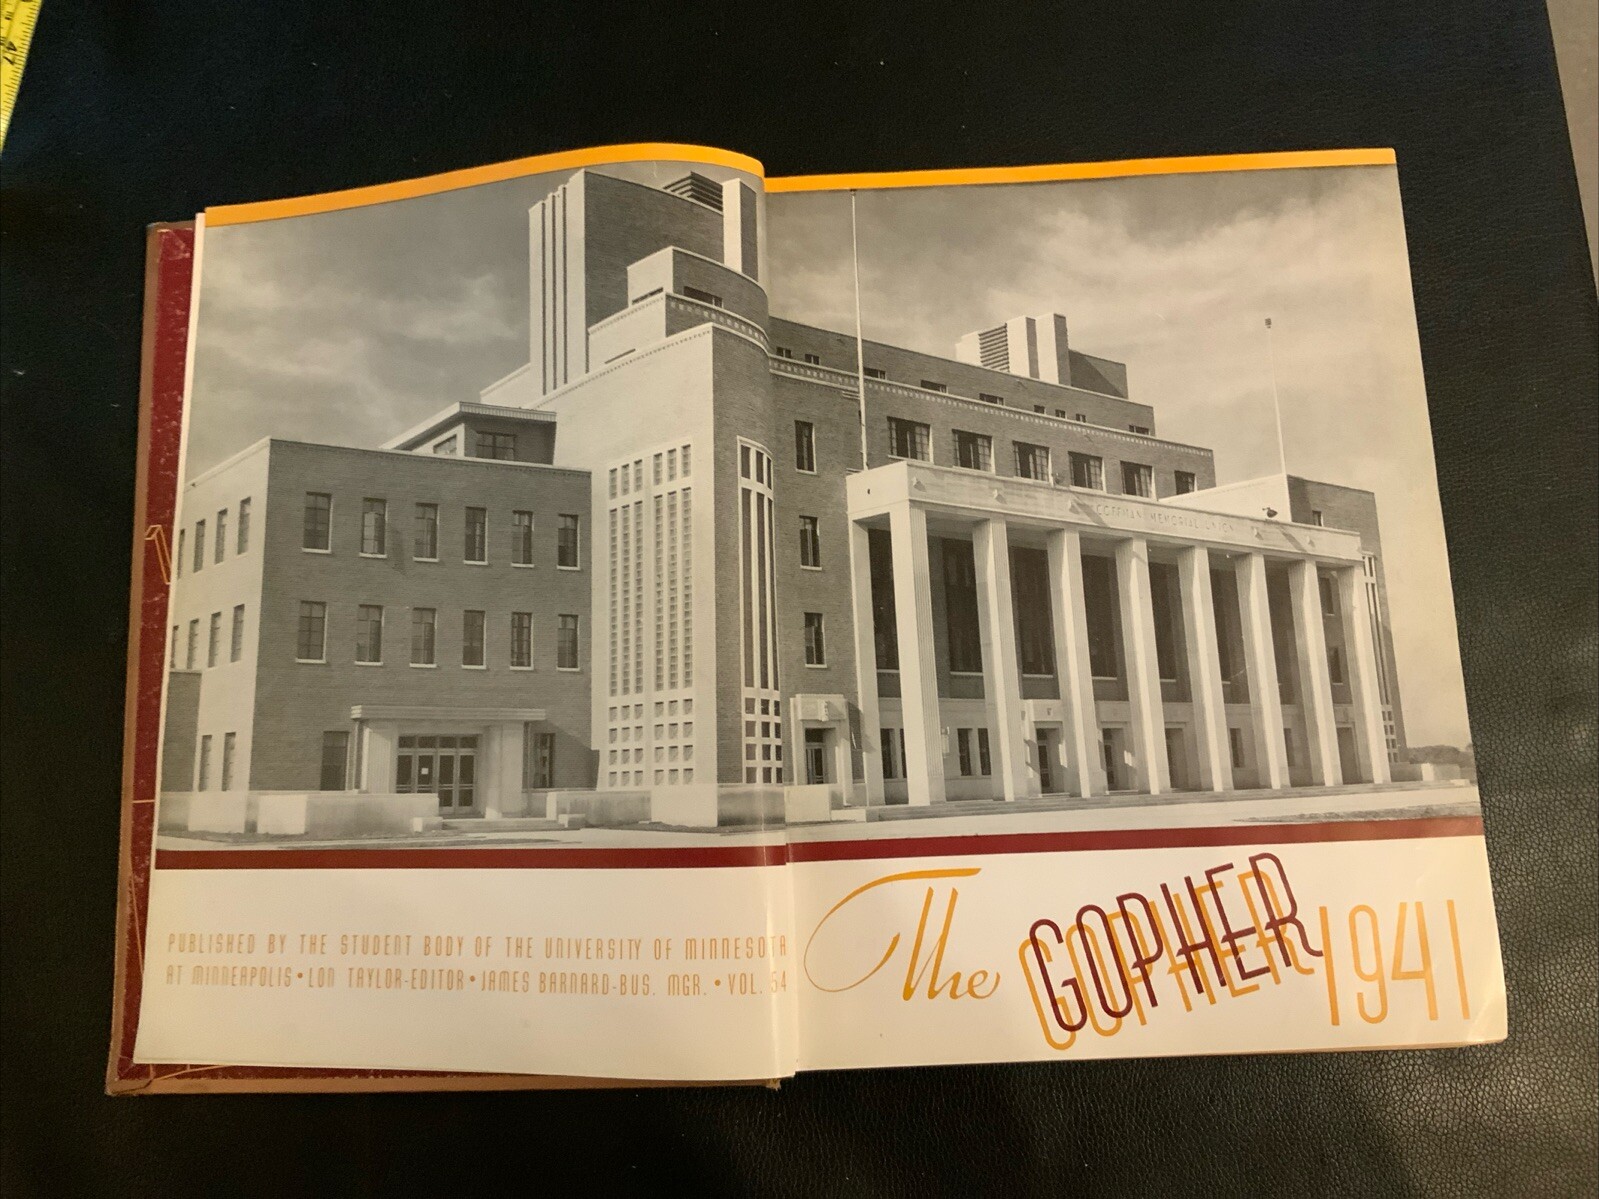 47
COFFMAN MEMORIAL UNION
PUBLISHED BY THE STUDENT BODY OF THE UNIVERSITY OF MINNESOTA
AT MINNEAPOLIS • LON TAYLOR-EDITOR • JAMES BARNARD-BUS. MGR. • VOL. 54
The GOPHER 1941